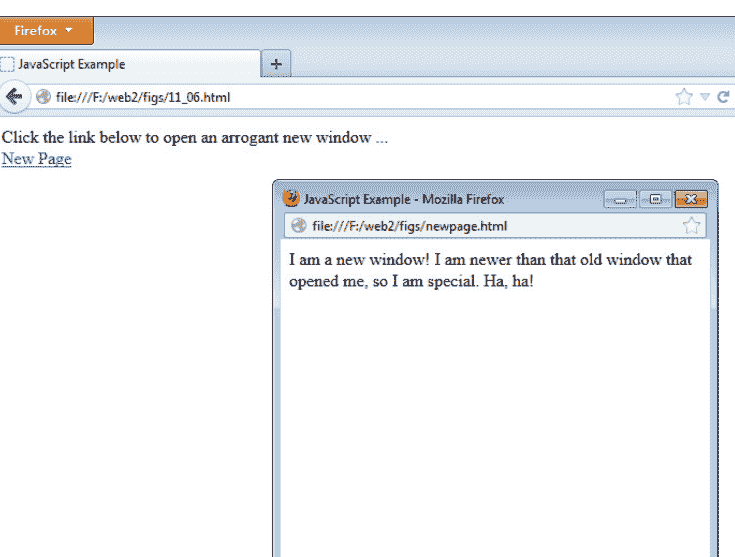 Firefox
JavaScript Example
file:///F:/web2/figs/11_06.html
Click the link below to open an arrogant new window ...
New Page
JavaScript Example - Mozilla Firefox
file:///F:/web2/figs/newpage.html
I am a new window! I am newer than that old window that
opened me, so I am special. Ha, ha!